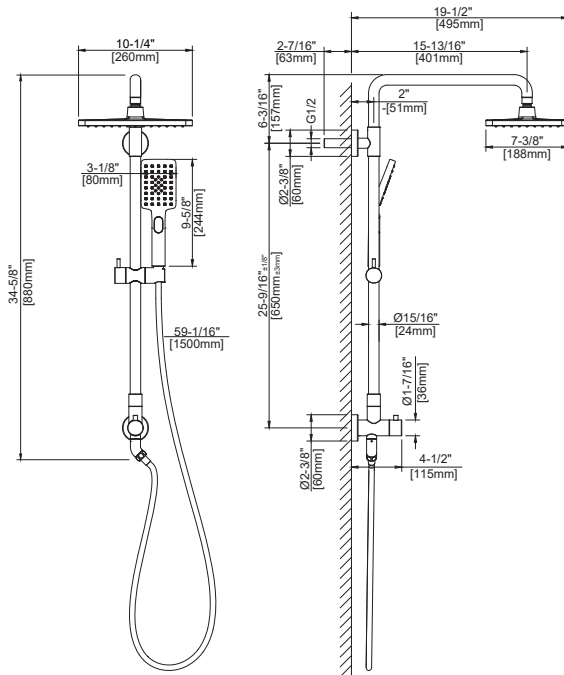 10-1/4"
[260mm]
3-1/8"
[80mm]
9-5/8"
[244mm]
34-5/8"
[880mm]
59-1/16"
[1500mm]
19-1/2"
[495mm]
2-7/16"
[63mm]
15-13/16"
[401mm]
6-3/16"
[157mm]
G1/2
2"
[51mm]
Ø2-3/8"
[60mm]
7-3/8"
[188mm]
25-9/16"±1/8"
[650mm±3mm]
Ø15/16"
[24mm]
Ø1-7/16"
[36mm]
Ø2-3/8"
[60mm]
4-1/2"
[115mm]